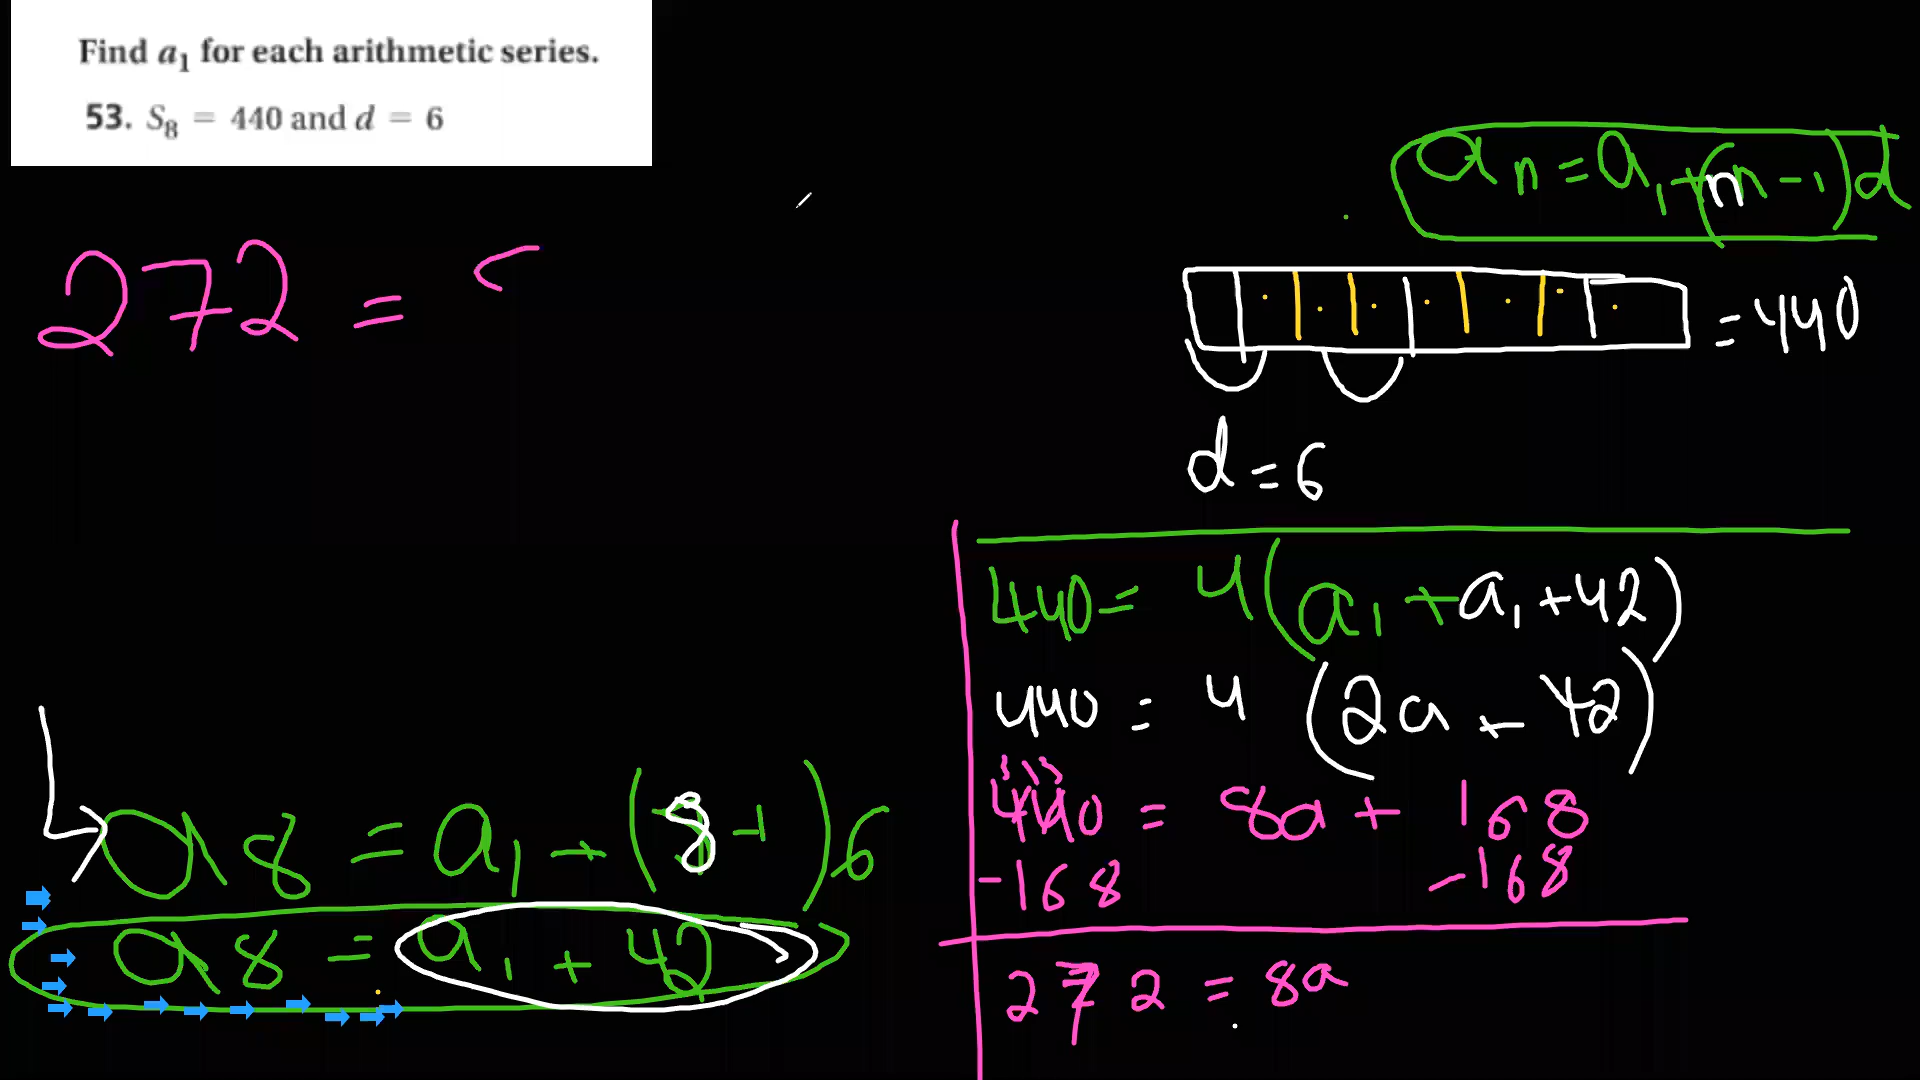 Find a₁ for each arithmetic series.
53. S₈ = 440 and d = 6
an = a₁ + (n - 1)d
272 =
= 440
d = 6
440 = 4(a₁ + a₁ + 42)
440 = 4 (2a + 42)
440 = 8a + 168
-168 -168
272 = 8a
a8 = a₁ + (8-1)6
a8 = a₁ + 42